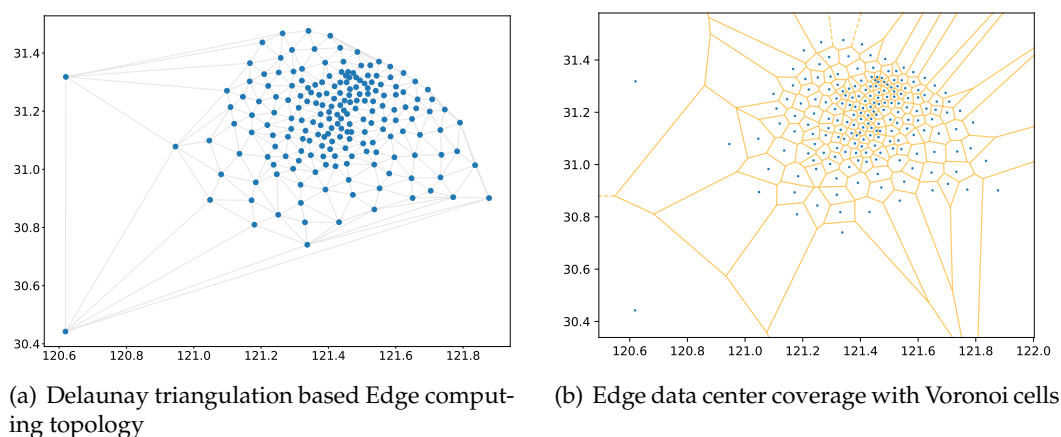 31.4
31.2
31.0
30.8
30.6
30.4
120.6 120.8 121.0 121.2 121.4 121.6 121.8
31.4
31.2
31.0
30.8
30.6
30.4
120.6 120.8 121.0 121.2 121.4 121.6 121.8 122.0
(a) Delaunay triangulation based Edge comput-
ing topology
(b) Edge data center coverage with Voronoi cells